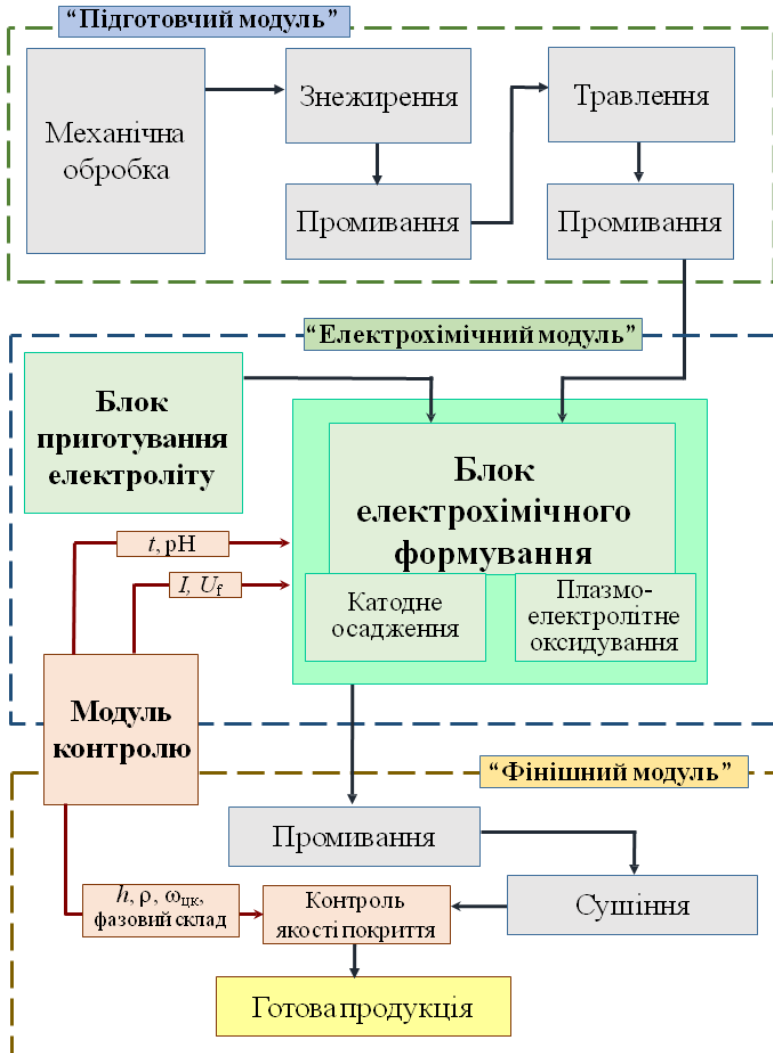 “Підготовчий модуль”
Механічна
обробка
Знежирення
Травлення
Промивання
Промивання
“Електрохімічний модуль”
Блок
приготування
електроліту
Блок
електрохімічного
формування
t, pH
I, Uf
Катодне
осадження
Плазмо-
електролітне
оксидування
Модуль
контролю
“Фінішний модуль”
Промивання
Сушіння
h, ρ, ωцк,
фазовий склад
Контроль
якості покриття
Готова продукція